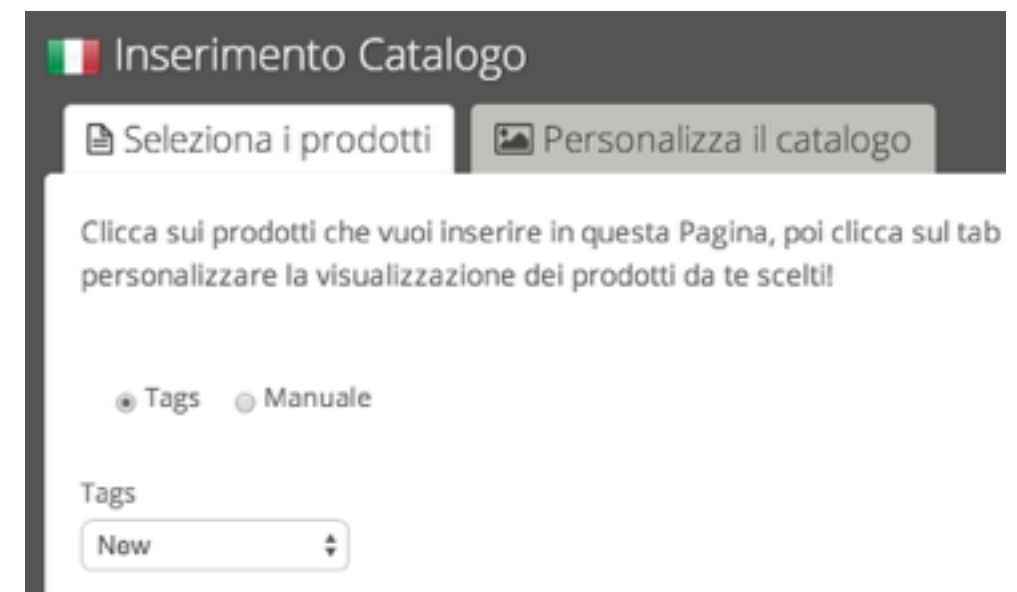 Inserimento Catalogo
Seleziona i prodotti
Personalizza il catalogo
Clicca sui prodotti che vuoi inserire in questa Pagina, poi clicca sul tab
personalizzare la visualizzazione dei prodotti da te scelti!
Tags Manuale
Tags
New